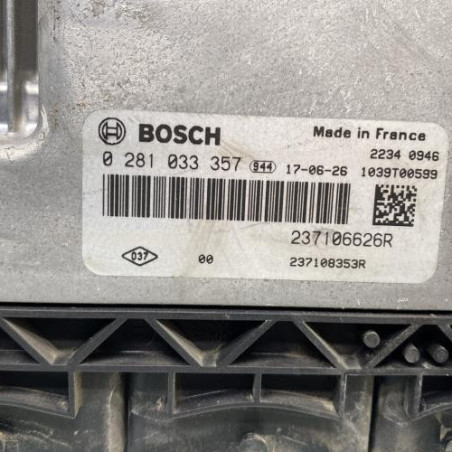 BOSCH Made in France
0 281 033 357 944 17-06-26 2234 0946
1039T00599
237106626R
037 00 237108353R